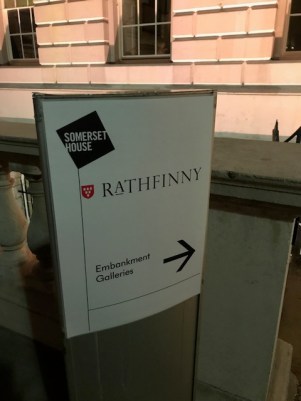 SOMERSET
HOUSE
RATHFINNY
Embankment
Galleries